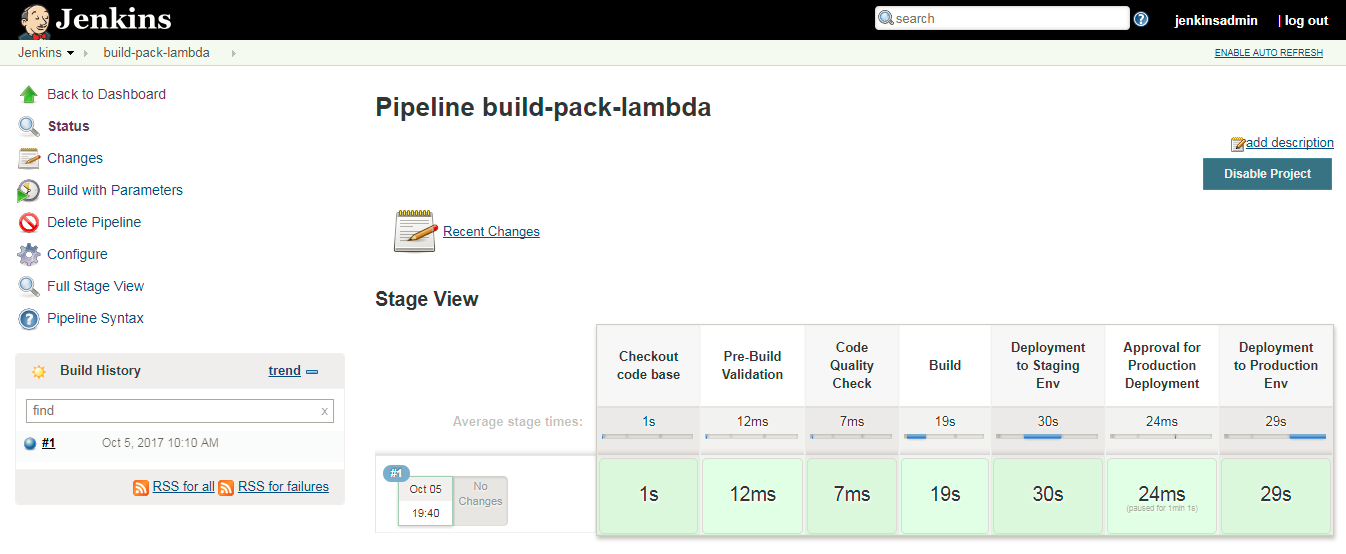 Jenkins
search
jenkinsadmin
| log out
Jenkins
build-pack-lambda
ENABLE AUTO REFRESH
Back to Dashboard
Status
Changes
Build with Parameters
Delete Pipeline
Configure
Full Stage View
Pipeline Syntax
Build History
trend
find
x
#1
Oct 5, 2017 10:10 AM
RSS for all
RSS for failures
Pipeline build-pack-lambda
add description
Disable Project
Recent Changes
Stage View
Checkout
code base
Pre-Build
Validation
Code
Quality
Check
Build
Deployment
to Staging
Env
Approval for
Production
Deployment
Deployment
to Production
Env
Average stage times:
1s
12ms
7ms
19s
30s
24ms
29s
#1
Oct 05
19:40
No
Changes
1s
12ms
7ms
19s
30s
24ms
(paused for 1min 1s)
29s